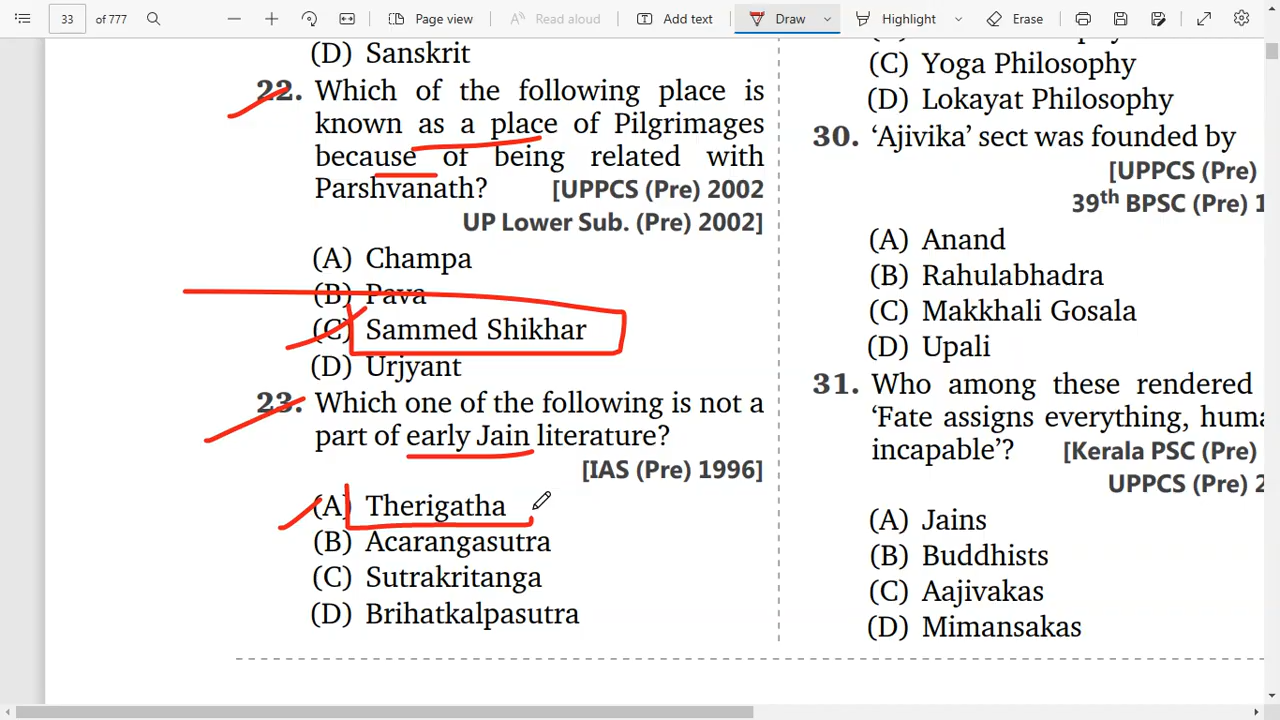 33
of 777
Page view
Read aloud
Add text
Draw
Highlight
Erase
(D) Sanskrit
22. Which of the following place is
known as a place of Pilgrimages
because of being related with
Parshvanath? [UPPCS (Pre) 2002
UP Lower Sub. (Pre) 2002]
(A) Champa
(B) Pava
(C) Sammed Shikhar
(D) Urjyant
23. Which one of the following is not a
part of early Jain literature?
[IAS (Pre) 1996]
(A) Therigatha
(B) Acarangasutra
(C) Sutrakritanga
(D) Brihatkalpasutra
(C) Yoga Philosophy
(D) Lokayat Philosophy
30. ‘Ajivika’ sect was founded by
[UPPCS (Pre)
39th BPSC (Pre) 1
(A) Anand
(B) Rahulabhadra
(C) Makkhali Gosala
(D) Upali
31. Who among these rendered
‘Fate assigns everything, huma
incapable’? [Kerala PSC (Pre)
UPPCS (Pre) 2
(A) Jains
(B) Buddhists
(C) Aajivakas
(D) Mimansakas